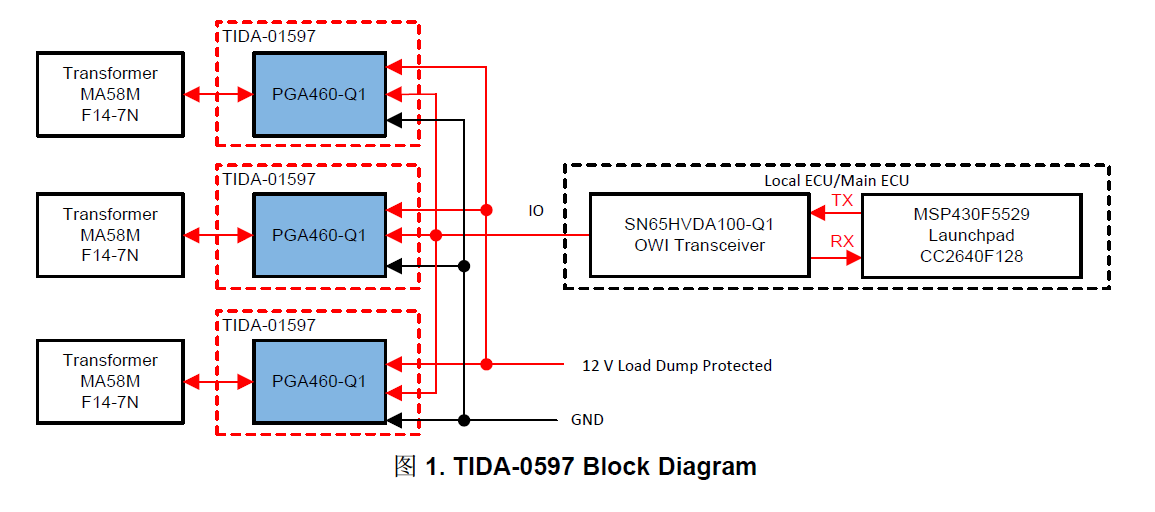 TIDA-01597
Transformer
MA58M
F14-7N
PGA460-Q1
TIDA-01597
Transformer
MA58M
F14-7N
PGA460-Q1
IO
Local ECU/Main ECU
SN65HVDA100-Q1
OWI Transceiver
TX
RX
MSP430F5529
Launchpad
CC2640F128
TIDA-01597
Transformer
MA58M
F14-7N
PGA460-Q1
12 V Load Dump Protected
GND
图 1. TIDA-0597 Block Diagram